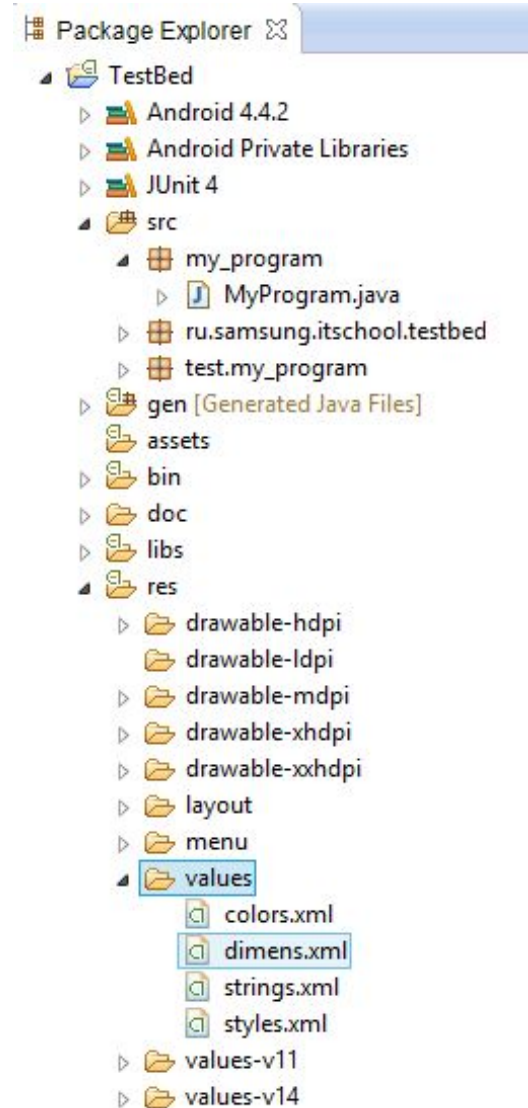 Package Explorer
TestBed
Android 4.4.2
Android Private Libraries
JUnit 4
src
my_program
MyProgram.java
ru.samsung.itschool.testbed
test.my_program
gen [Generated Java Files]
assets
bin
doc
libs
res
drawable-hdpi
drawable-ldpi
drawable-mdpi
drawable-xhdpi
drawable-xxhdpi
layout
menu
values
colors.xml
dimens.xml
strings.xml
styles.xml
values-v11
values-v14